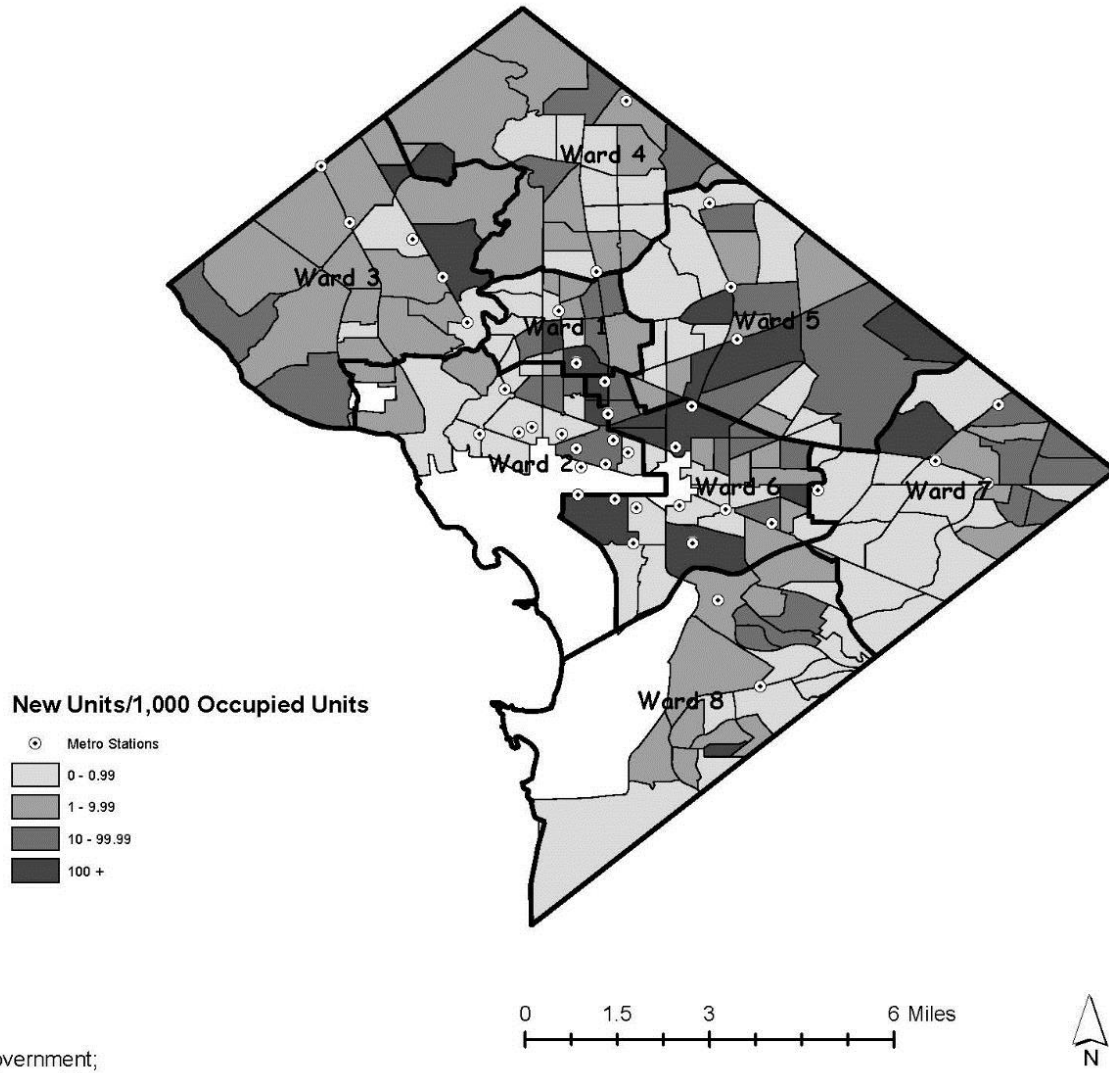 Ward 4
Ward 3
Ward 1
Ward 5
Ward 2
Ward 6
Ward 7
Ward 8
New Units/1,000 Occupied Units
Metro Stations
0 - 0.99
1 - 9.99
10 - 99.99
100 +
0 1.5 3 6 Miles
N
overnment;